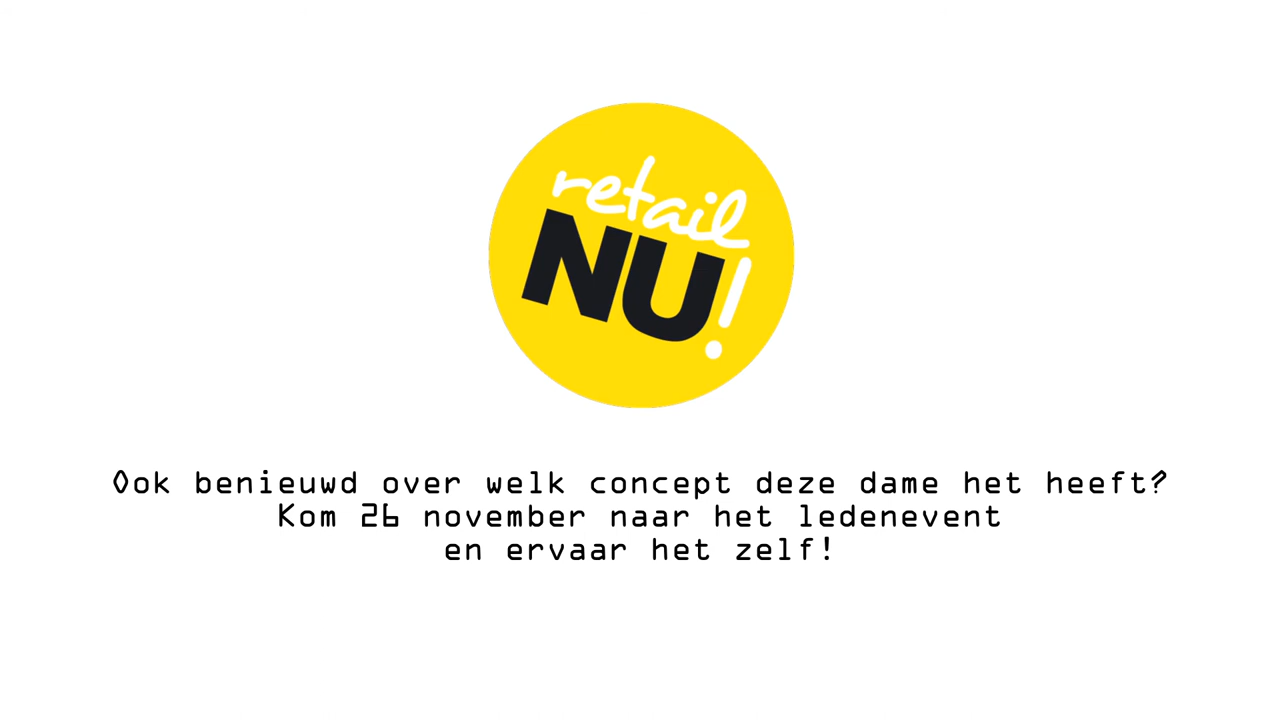 retail
NU!
Ook benieuwd over welk concept deze dame het heeft?
Kom 26 november naar het ledenevent
en ervaar het zelf!